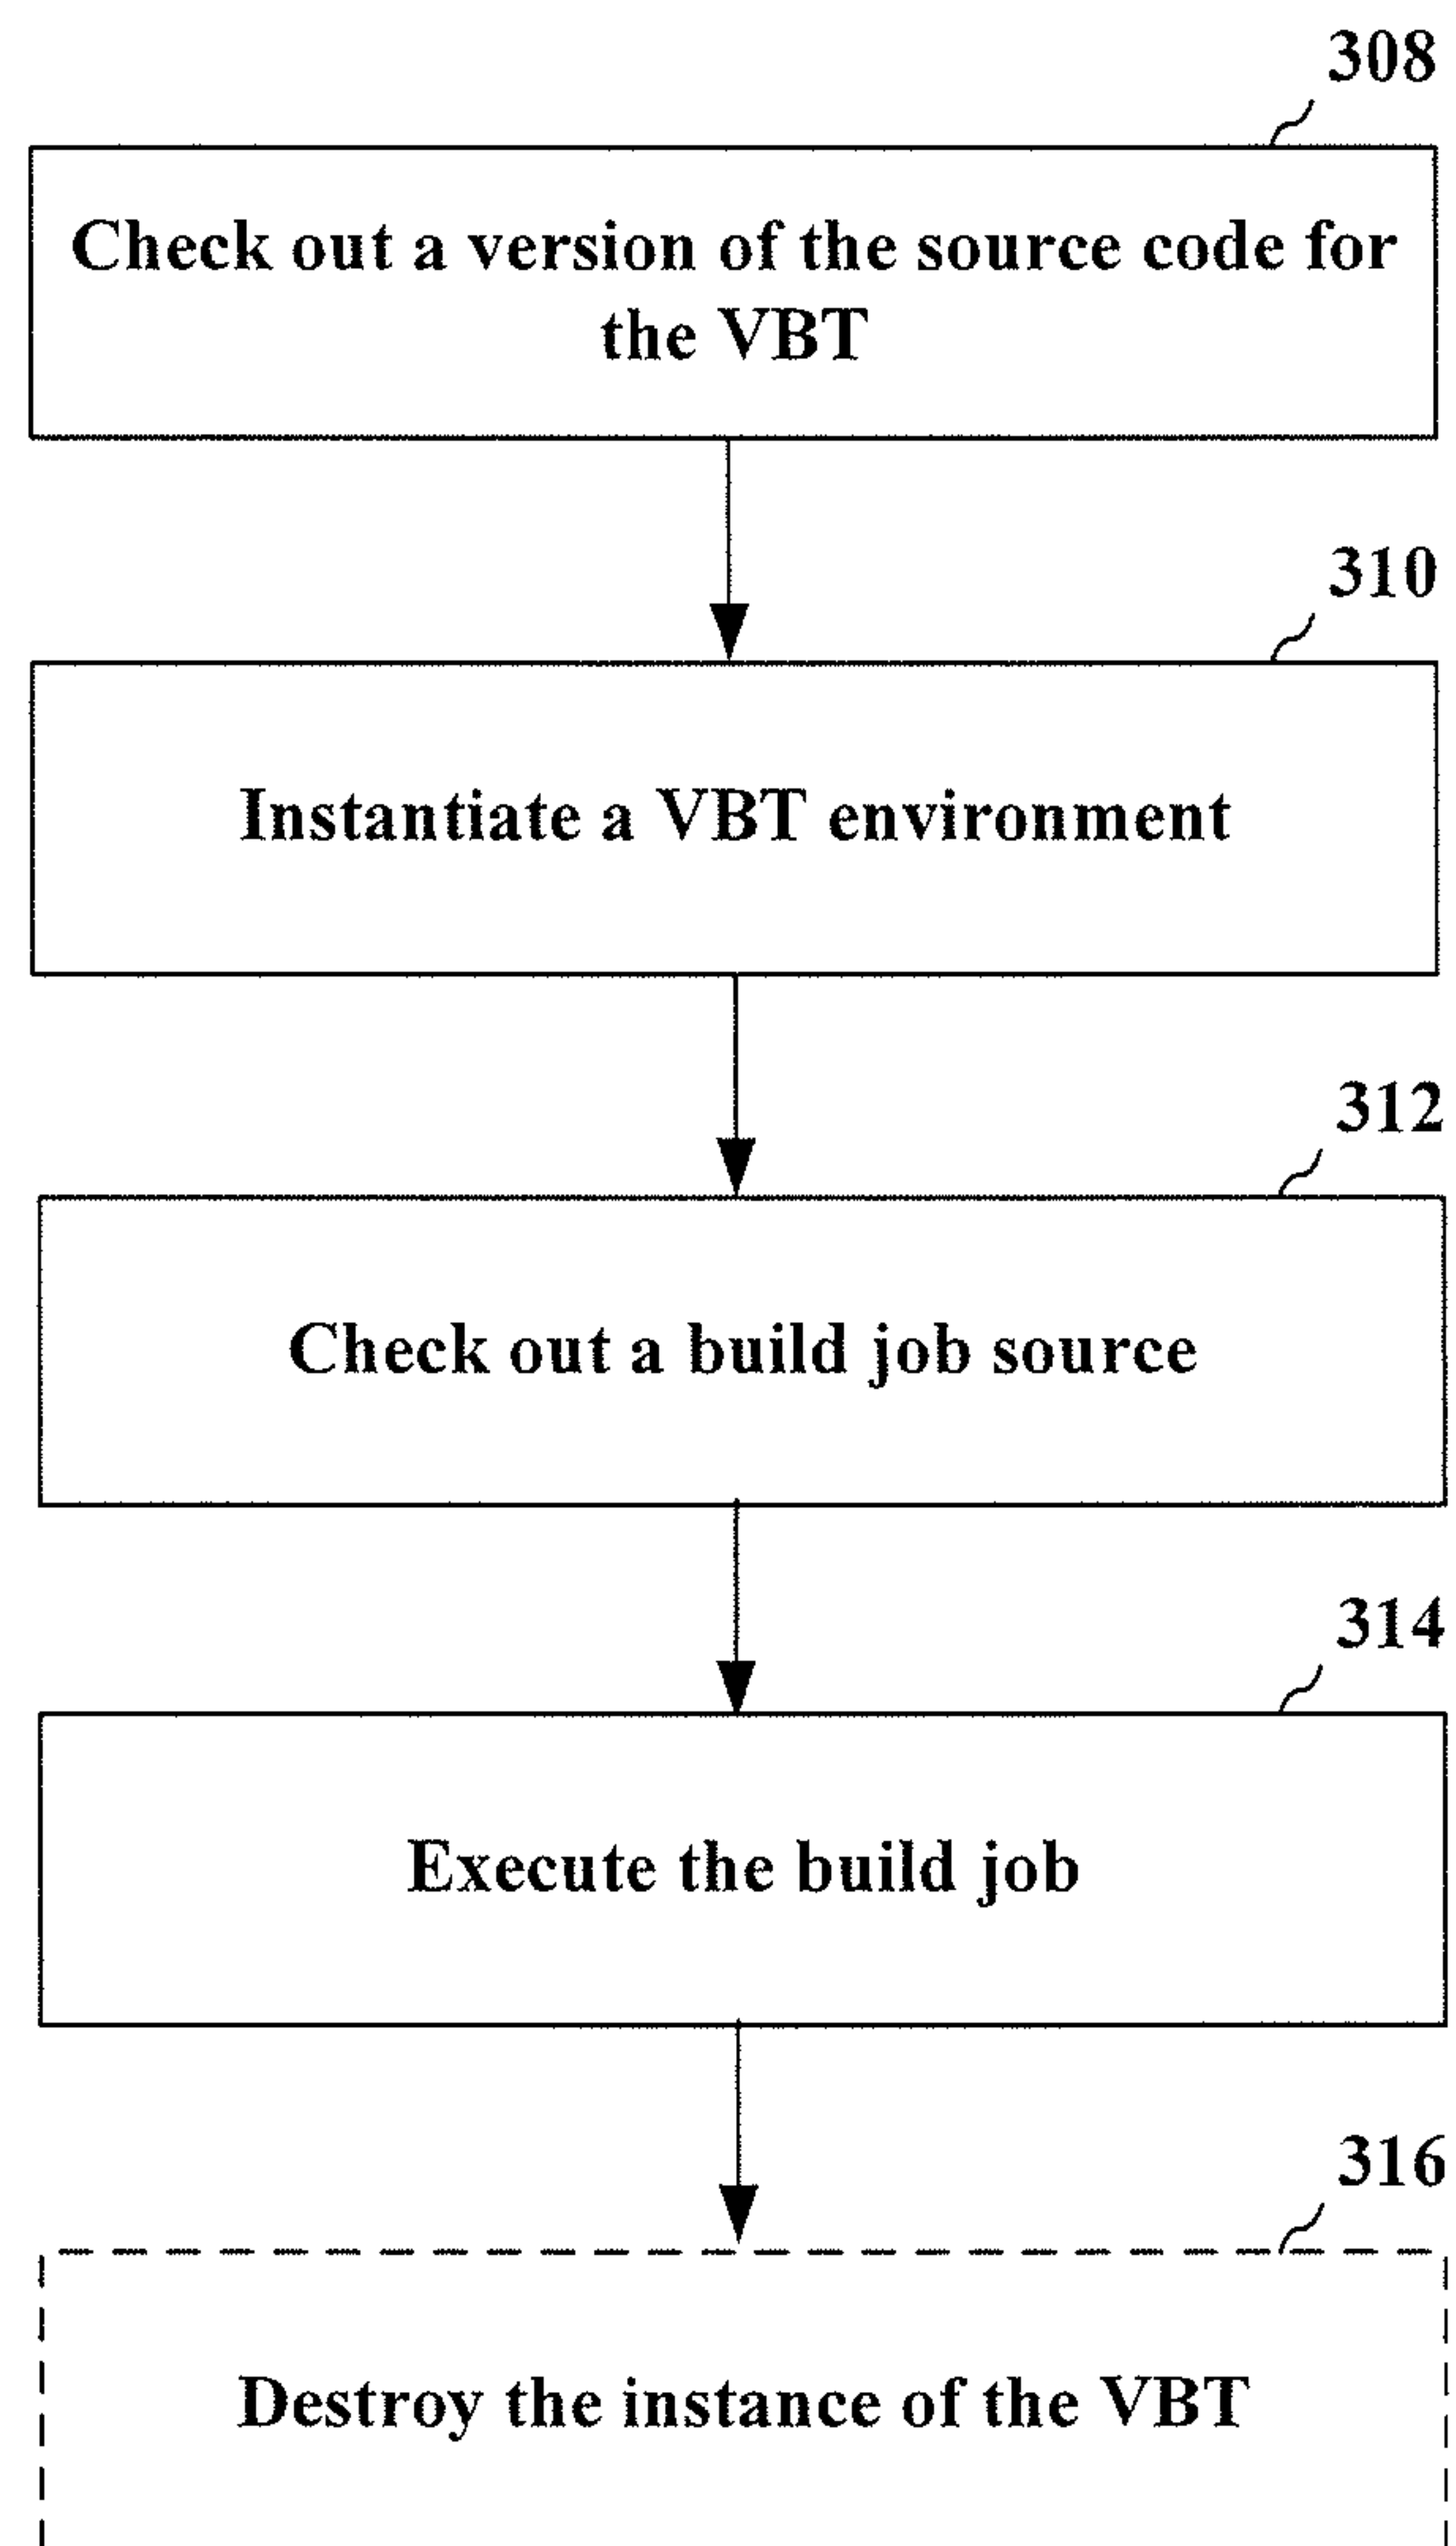 308
Check out a version of the source code for
the VBT
310
Instantiate a VBT environment
312
Check out a build job source
314
Execute the build job
316
Destroy the instance of the VBT